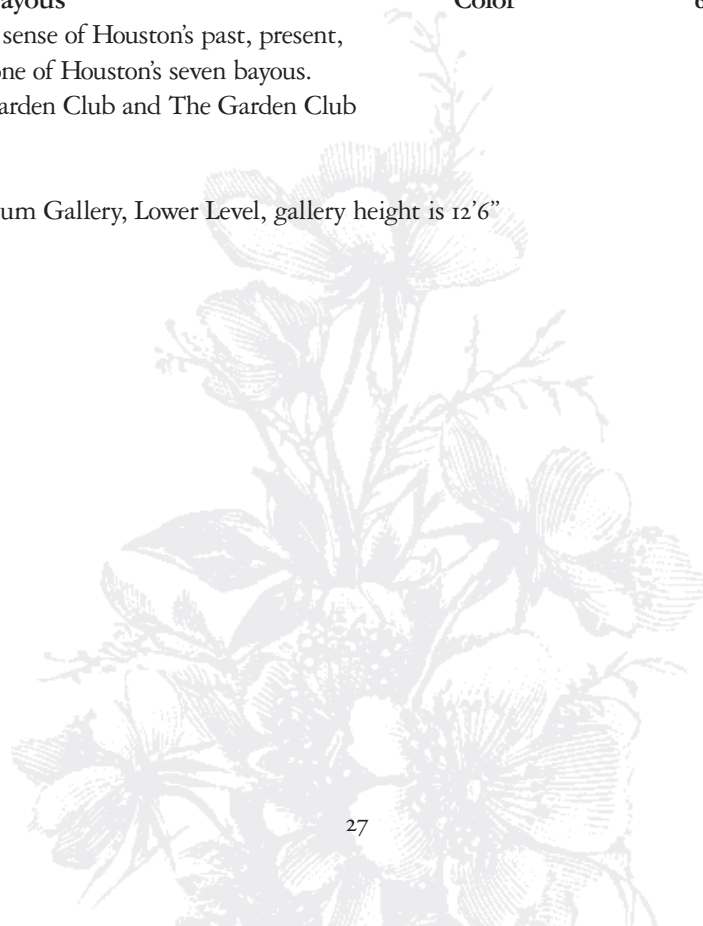 ayous Color
sense of Houston's past, present,
one of Houston's seven bayous.
arden Club and The Garden Club
um Gallery, Lower Level, gallery height is 12'6”
27